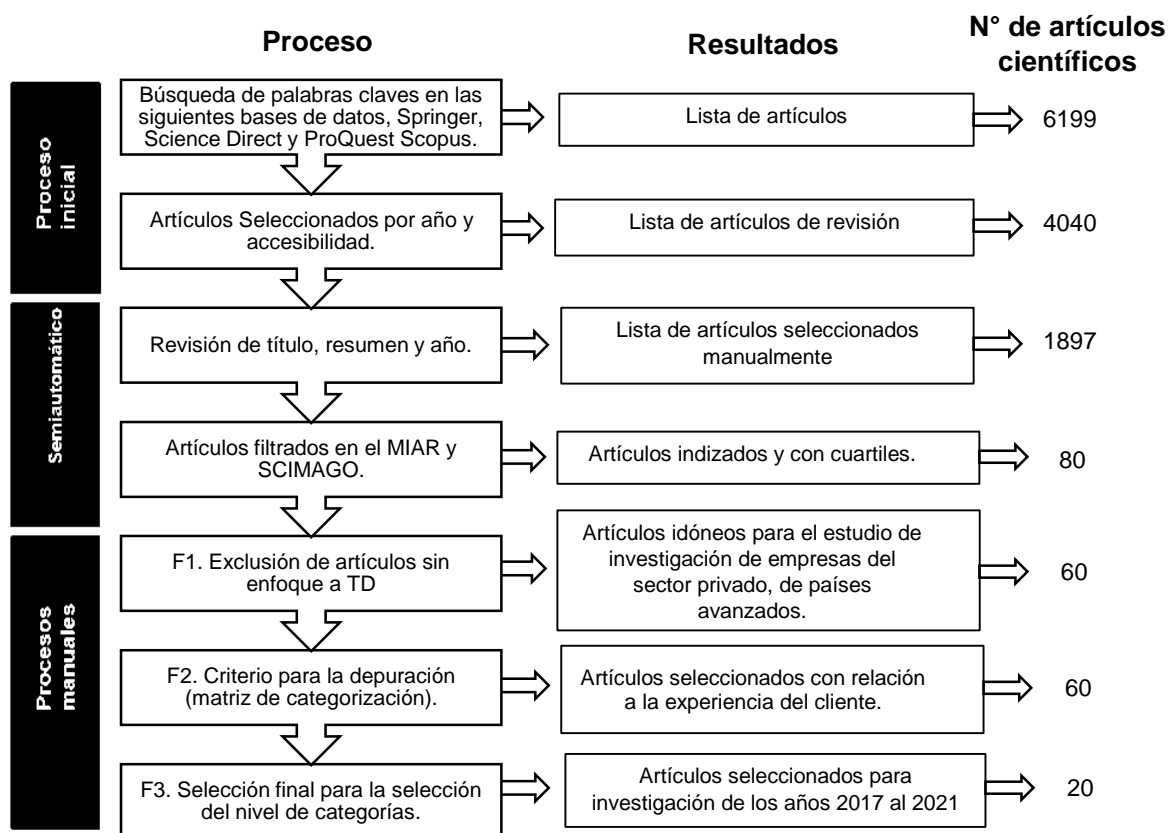 Proceso
Resultados
N° de artículos
científicos
Proceso
inicial
Búsqueda de palabras claves en las
siguientes bases de datos, Springer,
Science Direct y ProQuest Scopus.
Lista de artículos
6199
Artículos Seleccionados por año y
accesibilidad.
Lista de artículos de revisión
4040
Semiautomático
Revisión de título, resumen y año.
Lista de artículos seleccionados
manualmente
1897
Artículos filtrados en el MIAR y
SCIMAGO.
Artículos indizados y con cuartiles.
80
Procesos
manuales
F1. Exclusión de artículos sin
enfoque a TD
Artículos idóneos para el estudio de
investigación de empresas del
sector privado, de países
avanzados.
60
F2. Criterio para la depuración
(matriz de categorización).
Artículos seleccionados con relación
a la experiencia del cliente.
60
F3. Selección final para la selección
del nivel de categorías.
Artículos seleccionados para
investigación de los años 2017 al 2021
20